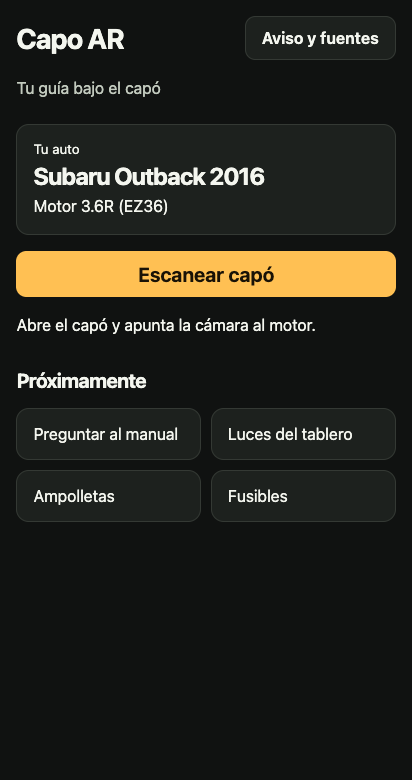 Capo AR
Aviso y fuentes
Tu guía bajo el capó
Tu auto
Subaru Outback 2016
Motor 3.6R (EZ36)
Escanear capó
Abre el capó y apunta la cámara al motor.
Próximamente
Preguntar al manual
Luces del tablero
Ampolletas
Fusibles